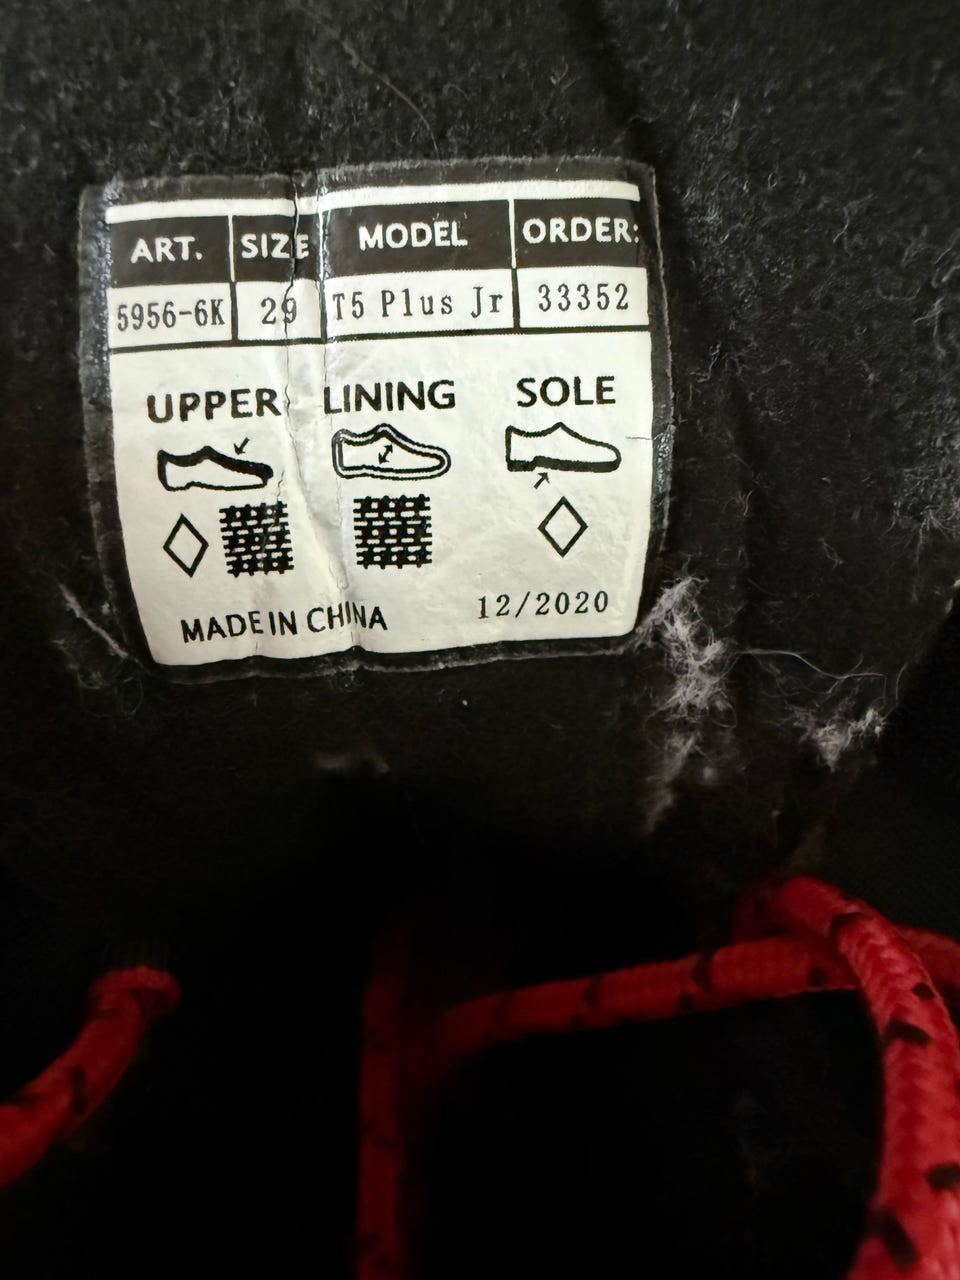 ART. SIZE MODEL ORDER:
5956-6K 29 T5 Plus Jr 33352
UPPER LINING SOLE
MADE IN CHINA 12/2020